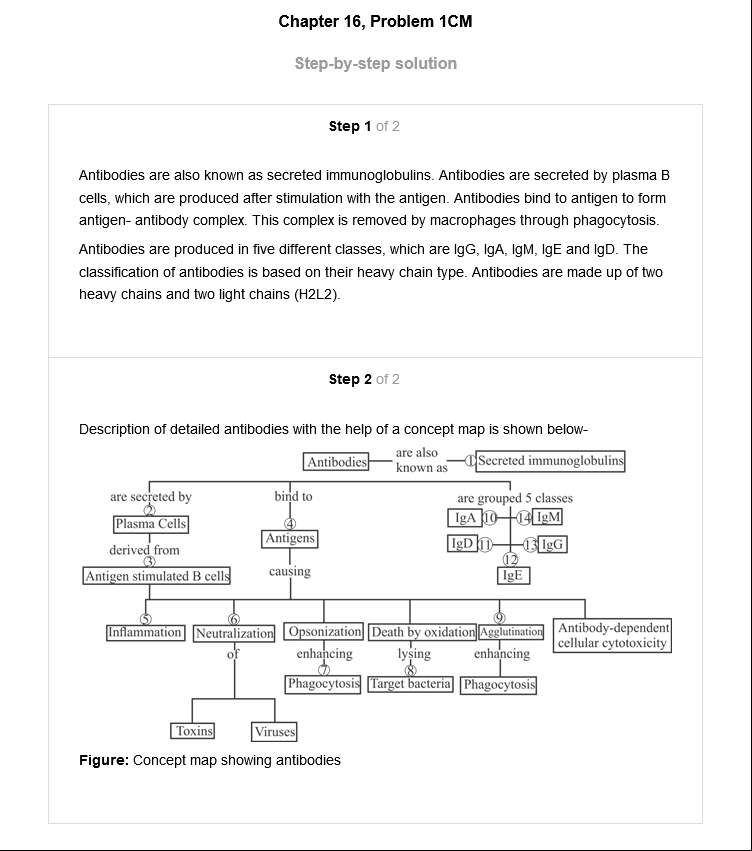 Chapter 16, Problem 1CM
Step-by-step solution
Step 1 of 2
Antibodies are also known as secreted immunoglobulins. Antibodies are secreted by plasma B
cells, which are produced after stimulation with the antigen. Antibodies bind to antigen to form
antigen- antibody complex. This complex is removed by macrophages through phagocytosis.
Antibodies are produced in five different classes, which are IgG, IgA, IgM, IgE and IgD. The
classification of antibodies is based on their heavy chain type. Antibodies are made up of two
heavy chains and two light chains (H2L2).
Step 2 of 2
Description of detailed antibodies with the help of a concept map is shown below-
Antibodies
are also
known as
1
Secreted immunoglobulins
are secreted by
2
Plasma Cells
derived from
3
Antigen stimulated B cells
bind to
4
Antigens
causing
are grouped 5 classes
IgA 10 14 IgM
IgD 11 13 IgG
12
IgE
5
Inflammation
6
Neutralization
of
Toxins
Viruses
Opsonization
enhancing
7
Phagocytosis
Death by oxidation
lysing
8
Target bacteria
9
Agglutination
enhancing
Phagocytosis
Antibody-dependent
cellular cytotoxicity
Figure: Concept map showing antibodies